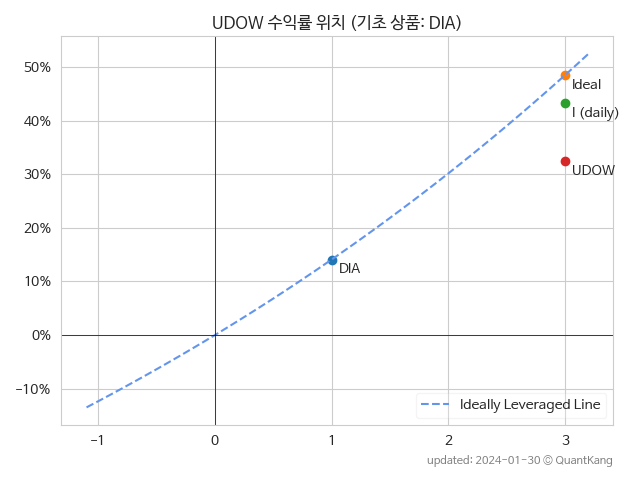 UDOW 수익률 위치 (기초 상품: DIA)
50%
40%
30%
20%
10%
0%
−10%
Ideal
I (daily)
UDOW
DIA
Ideally Leveraged Line
−1
0
1
2
3
updated: 2024-01-30 © QuantKang